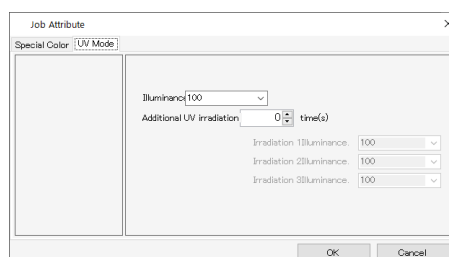 Job Attribute
Special Color UV Mode
Illuminance 100
Additional UV irradiation 0 time(s)
Irradiation 1Illuminance. 100
Irradiation 2Illuminance. 100
Irradiation 3Illuminance. 100
OK Cancel